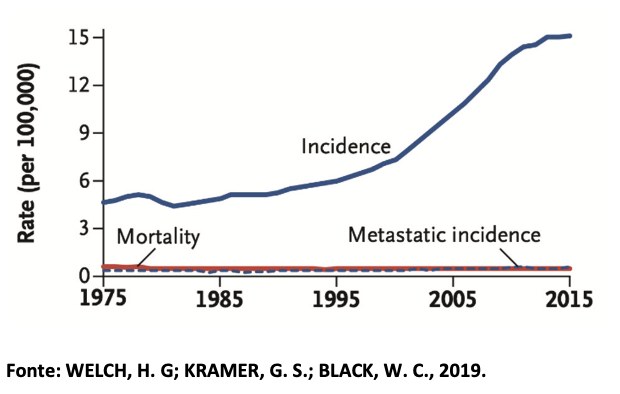 15
12
9
6
3
0
Rate (per 100,000)
Incidence
Mortality
Metastatic incidence
1975
1985
1995
2005
2015
Fonte: WELCH, H. G; KRAMER, G. S.; BLACK, W. C., 2019.